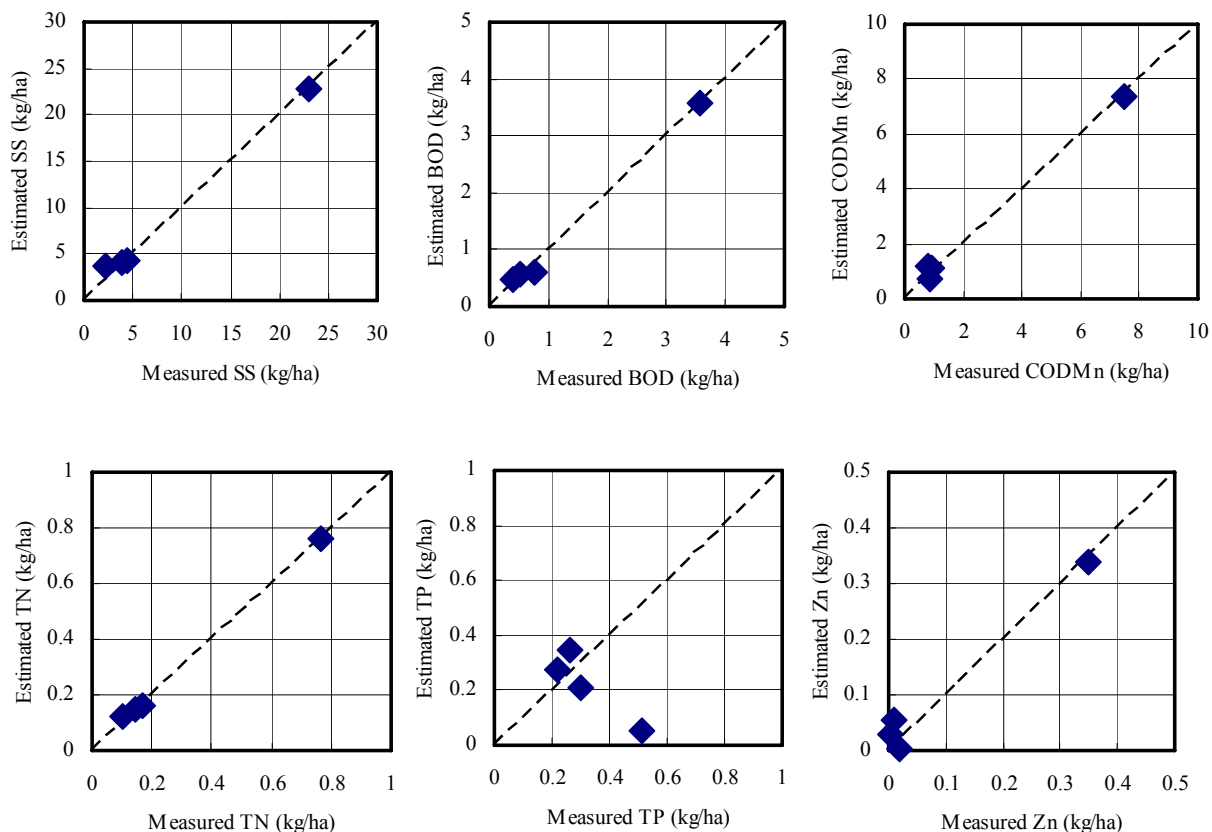 30
25
20
15
10
5
0
Estimated SS (kg/ha)
0 5 10 15 20 25 30
Measured SS (kg/ha)
5
4
3
2
1
0
Estimated BOD (kg/ha)
0 1 2 3 4 5
Measured BOD (kg/ha)
10
8
6
4
2
0
Estimated CODMn (kg/ha)
0 2 4 6 8 10
Measured CODMn (kg/ha)
1
0.8
0.6
0.4
0.2
0
Estimated TN (kg/ha)
0 0.2 0.4 0.6 0.8 1
Measured TN (kg/ha)
1
0.8
0.6
0.4
0.2
0
Estimated TP (kg/ha)
0 0.2 0.4 0.6 0.8 1
Measured TP (kg/ha)
0.5
0.4
0.3
0.2
0.1
0
Estimated Zn (kg/ha)
0 0.1 0.2 0.3 0.4 0.5
Measured Zn (kg/ha)